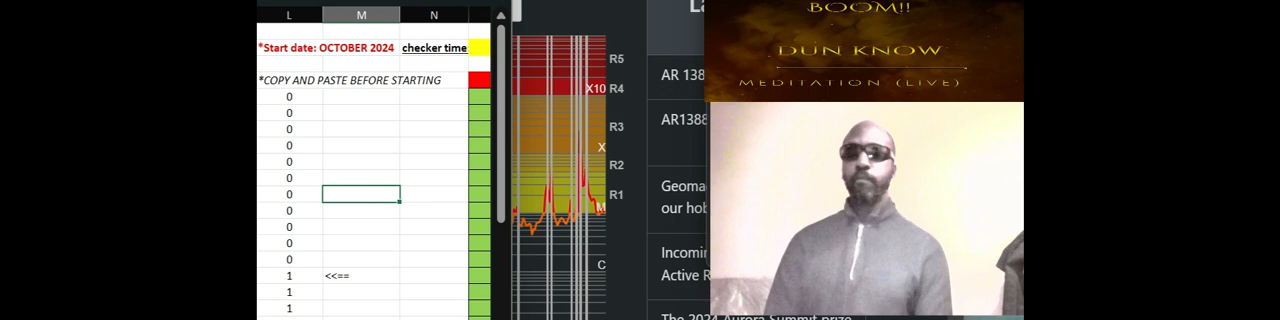 L M N
*Start date: OCTOBER 2024 checker time
*COPY AND PASTE BEFORE STARTING
0
0
0
0
0
0
0
0
0
0
0
1 <<==
1
1
R5
X10 R4
R3
X
R2
R1
M
C
AR 138
AR1388
Geoma
our hob
Incomin
Active R
The 2024 Aurora Summit prize
BOOM!!
DUN KNOW
MEDITATION (LIVE)